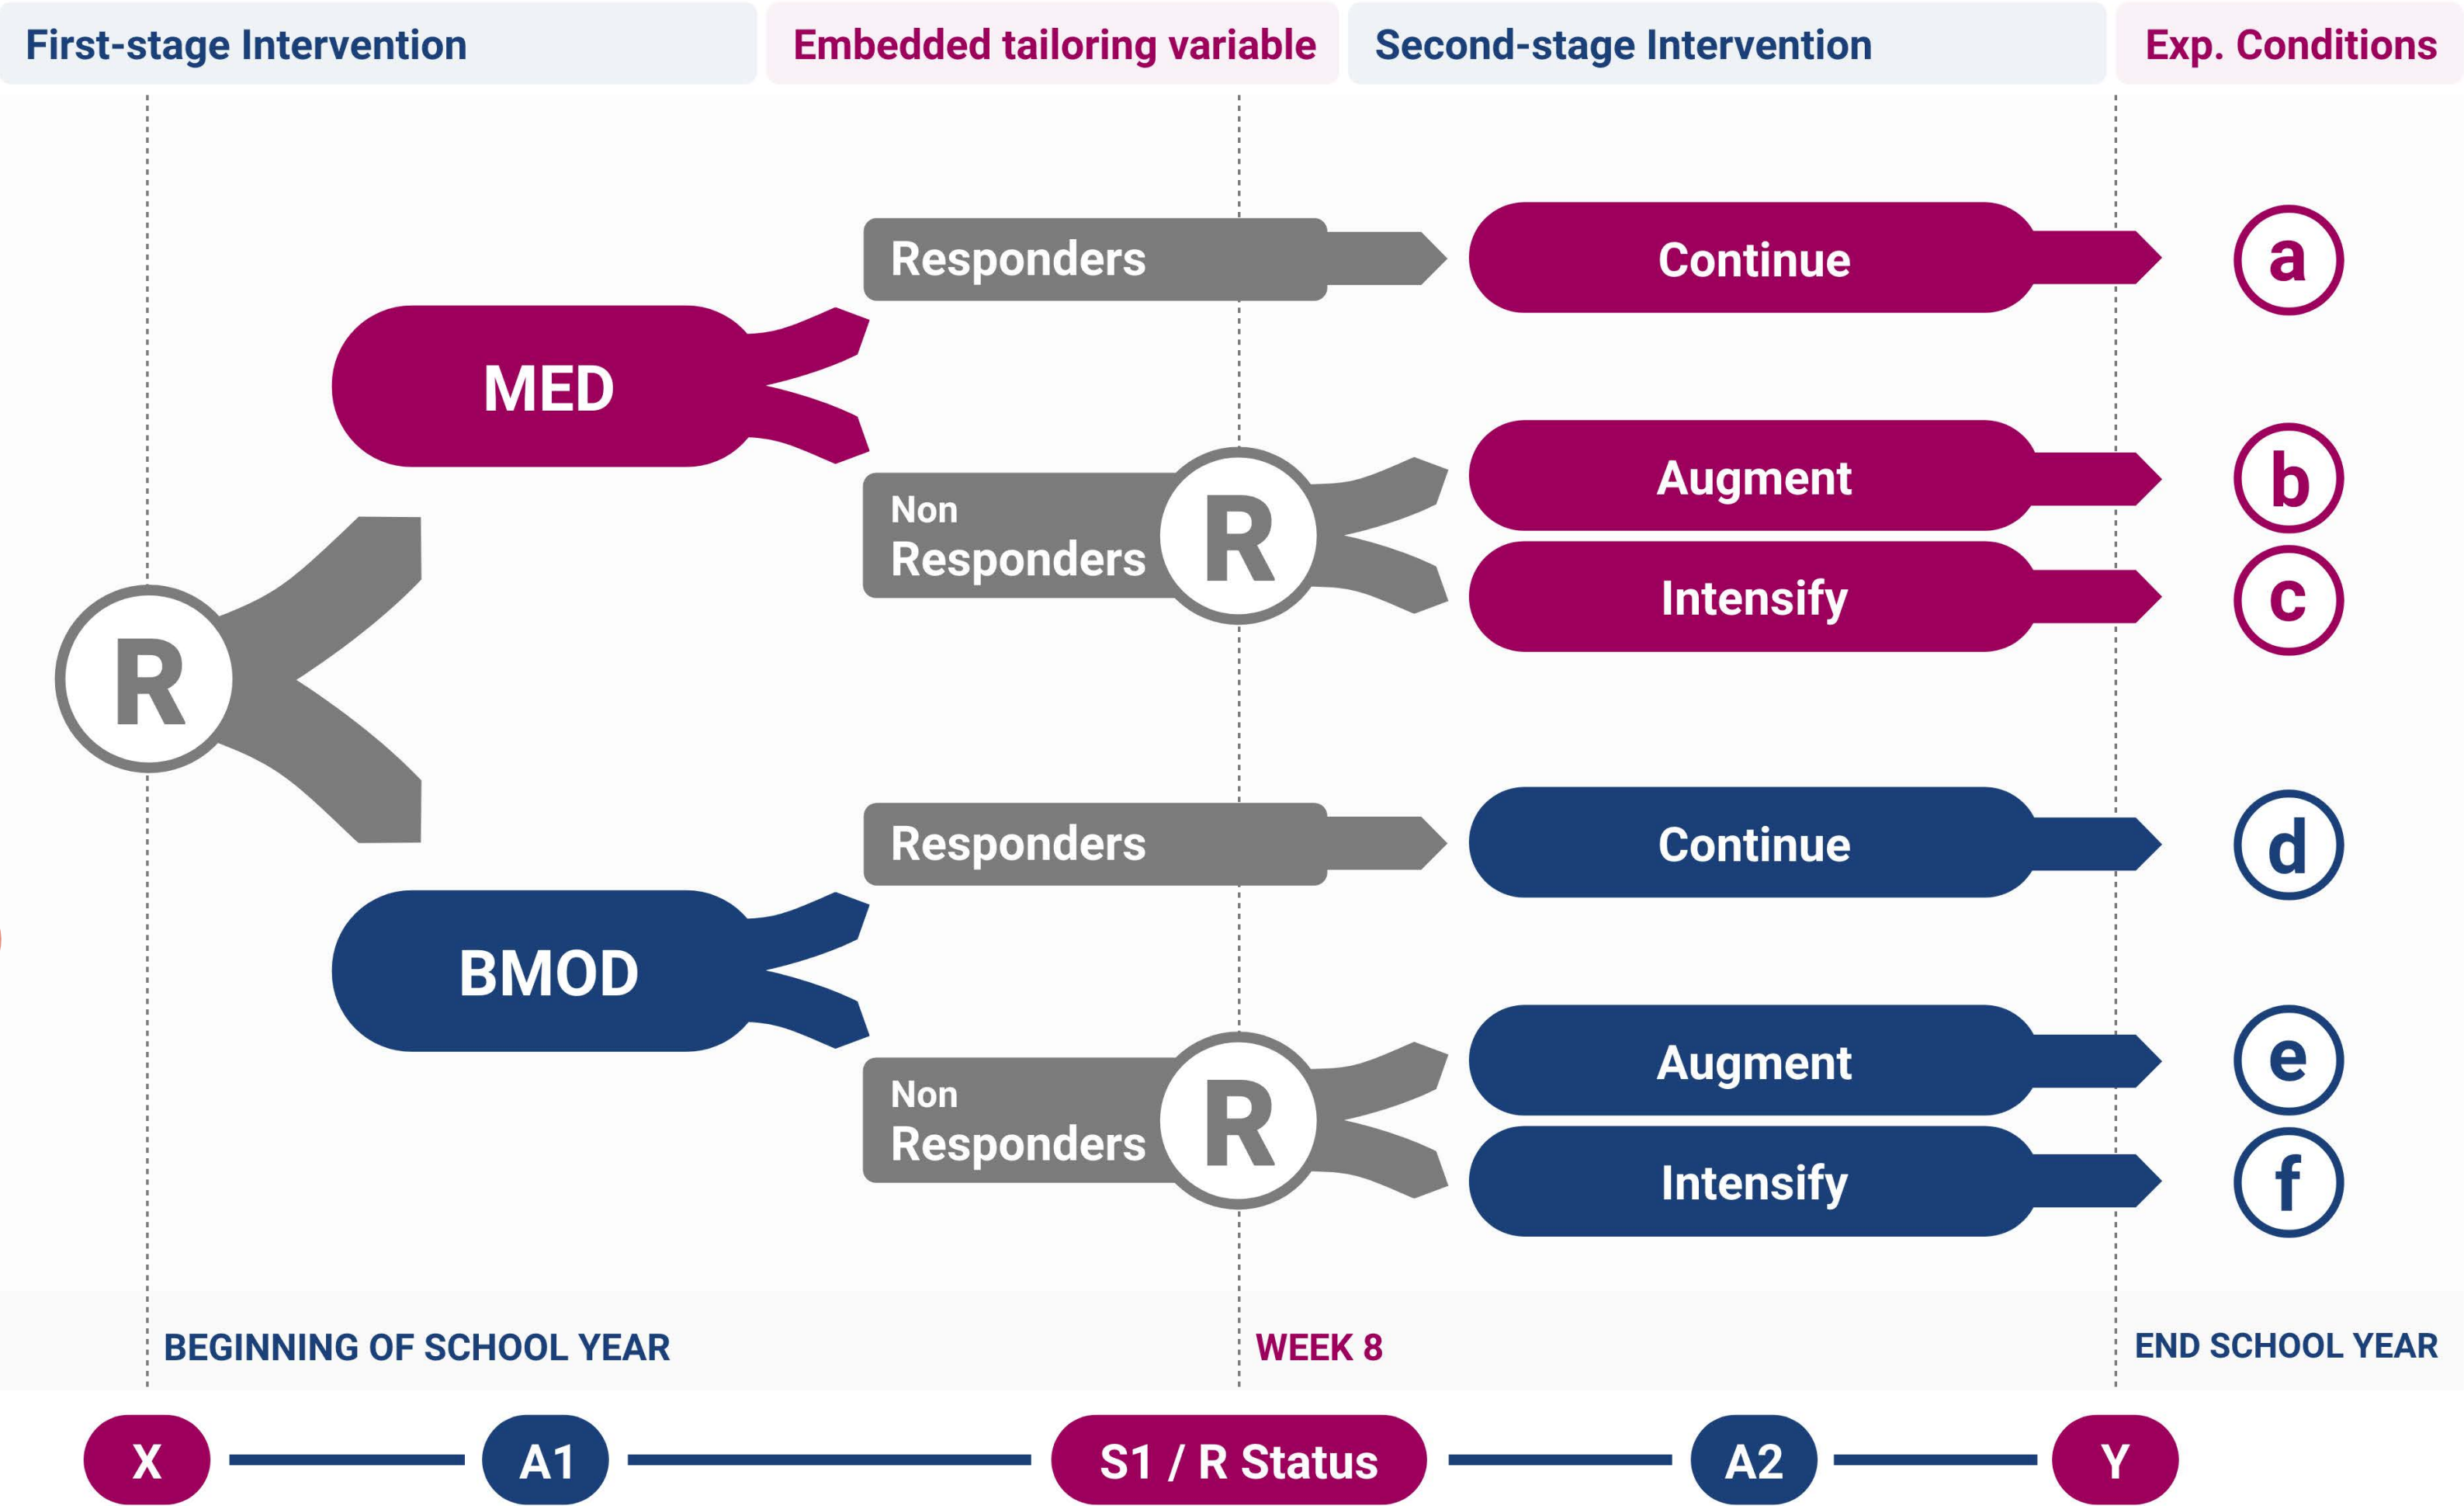 First-stage Intervention
Embedded tailoring variable
Second-stage Intervention
Exp. Conditions
Responders
Continue
a
MED
Non
Responders
R
Augment
b
Intensify
c
R
Responders
Continue
d
BMOD
Non
Responders
R
Augment
e
Intensify
f
BEGINNING OF SCHOOL YEAR
WEEK 8
END SCHOOL YEAR
X
A1
S1 / R Status
A2
Y